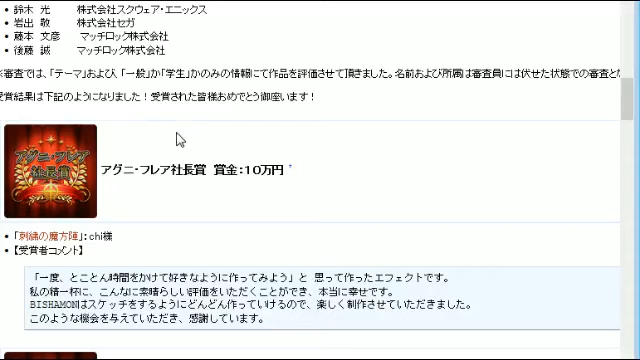 • 鈴木 光 株式会社スクウェア・エニックス
• 岩出 敬 株式会社セガ
• 藤本 文彦 マッチロック株式会社
• 後藤 誠 マッチロック株式会社
※審査では、「テーマ」および、「一般」か「学生」かのみの情報にて作品を評価させて頂きました。名前および所属は審査員には伏せた状態での審査とな
受賞結果は下記のようになりました！受賞された皆様おめでとう御座います！
アグニ・フレア
社長賞
アグニ・フレア社長賞 賞金：10万円
• 「刺繍の魔方陣」：chi様
• 【受賞者コメント】
「一度、とことん時間をかけて好きなように作ってみよう」と 思って作ったエフェクトです。
私の精一杯に、こんなに素晴らしい評価をいただくことができ、本当に幸せです。
BISHAMONはスケッチをするようにどんどん作っていけるので、楽しく制作させていただきました。
このような機会を与えていただき、感謝しています。